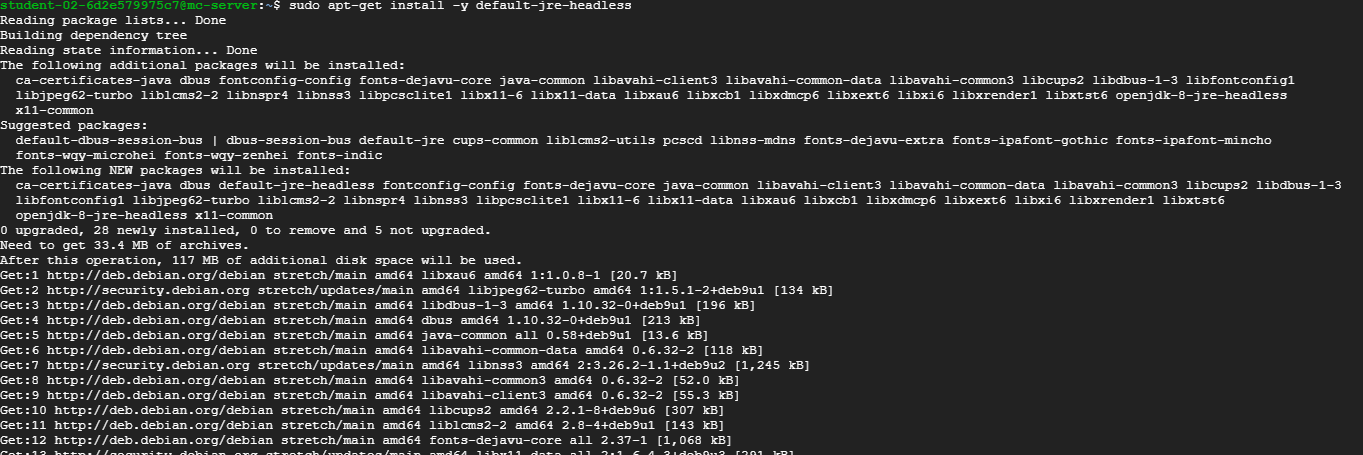 student-02-6d2e579975c7@mc-server:~$ sudo apt-get install -y default-jre-headless
Reading package lists... Done
Building dependency tree
Reading state information... Done
The following additional packages will be installed:
ca-certificates-java dbus fontconfig-config fonts-dejavu-core java-common libavahi-client3 libavahi-common-data libavahi-common3 libcups2 libdbus-1-3 libfontconfig1
libjpeg62-turbo liblcms2-2 libnspr4 libnss3 libpcsclite1 libx11-6 libx11-data libxau6 libxcb1 libxdmcp6 libxext6 libxi6 libxrender1 libxtst6 openjdk-8-jre-headless
x11-common
Suggested packages:
default-dbus-session-bus | dbus-session-bus default-jre cups-common liblcms2-utils pcscd libnss-mdns fonts-dejavu-extra fonts-ipafont-gothic fonts-ipafont-mincho
fonts-wqy-microhei fonts-wqy-zenhei fonts-indic
The following NEW packages will be installed:
ca-certificates-java dbus default-jre-headless fontconfig-config fonts-dejavu-core java-common libavahi-client3 libavahi-common-data libavahi-common3 libcups2 libdbus-1-3
libfontconfig1 libjpeg62-turbo liblcms2-2 libnspr4 libnss3 libpcsclite1 libx11-6 libx11-data libxau6 libxcb1 libxdmcp6 libxext6 libxi6 libxrender1 libxtst6
openjdk-8-jre-headless x11-common
0 upgraded, 28 newly installed, 0 to remove and 5 not upgraded.
Need to get 33.4 MB of archives.
After this operation, 117 MB of additional disk space will be used.
Get:1 http://deb.debian.org/debian stretch/main amd64 libxau6 amd64 1:1.0.8-1 [20.7 kB]
Get:2 http://security.debian.org stretch/updates/main amd64 libjpeg62-turbo amd64 1:1.5.1-2+deb9u1 [134 kB]
Get:3 http://deb.debian.org/debian stretch/main amd64 libdbus-1-3 amd64 1.10.32-0+deb9u1 [196 kB]
Get:4 http://deb.debian.org/debian stretch/main amd64 dbus amd64 1.10.32-0+deb9u1 [213 kB]
Get:5 http://deb.debian.org/debian stretch/main amd64 java-common all 0.58+deb9u1 [13.6 kB]
Get:6 http://deb.debian.org/debian stretch/main amd64 libavahi-common-data amd64 0.6.32-2 [118 kB]
Get:7 http://security.debian.org stretch/updates/main amd64 libnss3 amd64 2:3.26.2-1.1+deb9u2 [1,245 kB]
Get:8 http://deb.debian.org/debian stretch/main amd64 libavahi-common3 amd64 0.6.32-2 [52.0 kB]
Get:9 http://deb.debian.org/debian stretch/main amd64 libavahi-client3 amd64 0.6.32-2 [55.3 kB]
Get:10 http://deb.debian.org/debian stretch/main amd64 libcups2 amd64 2.2.1-8+deb9u6 [307 kB]
Get:11 http://deb.debian.org/debian stretch/main amd64 liblcms2-2 amd64 2.8-4+deb9u1 [143 kB]
Get:12 http://deb.debian.org/debian stretch/main amd64 fonts-dejavu-core all 2.37-1 [1,068 kB]
Get:13 http://security.debian.org stretch/updates/main amd64 libx11-data all 2:1.6.4-3+deb9u3 [291 kB]